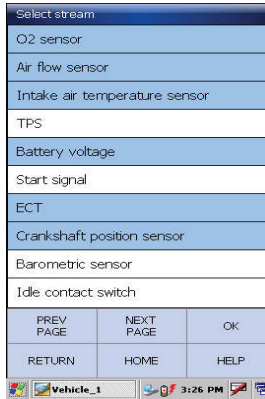 Select stream
O2 sensor
Air flow sensor
Intake air temperature sensor
TPS
Battery voltage
Start signal
ECT
Crankshaft position sensor
Barometric sensor
Idle contact switch
PREV PAGE
NEXT PAGE
OK
RETURN
HOME
HELP
Vehicle_1
3:26 PM